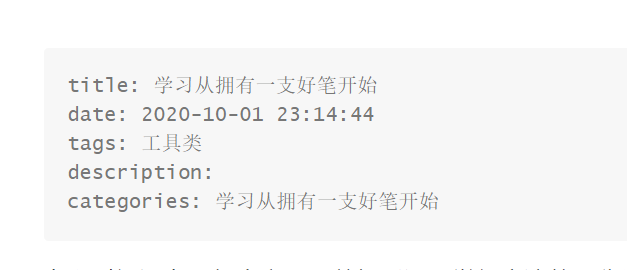 title: 学习从拥有一支好笔开始
date: 2020-10-01 23:14:44
tags: 工具类
description:
categories: 学习从拥有一支好笔开始